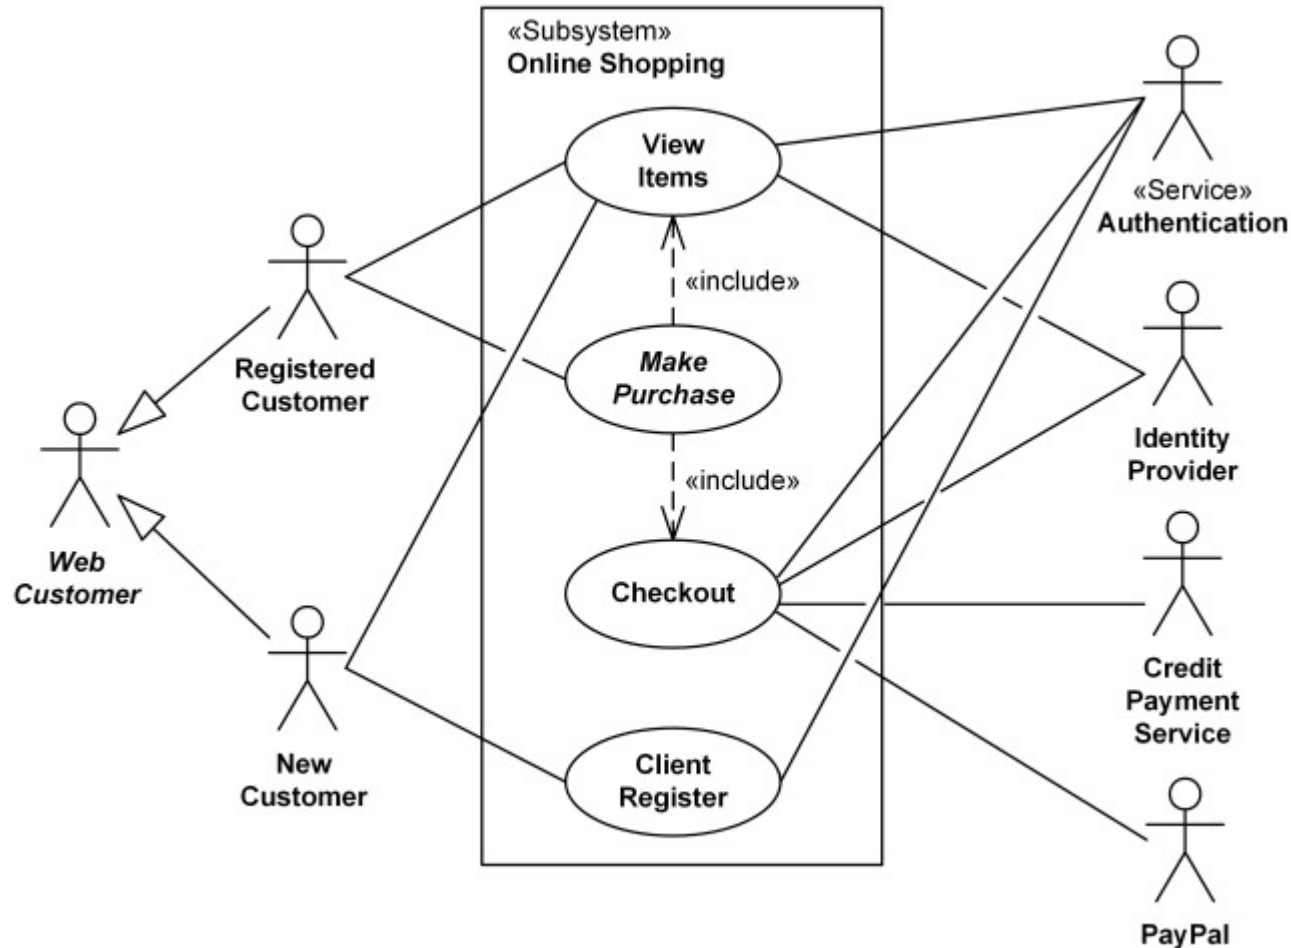 «Subsystem»
Online Shopping
View
Items
«Service»
Authentication
«include»
Registered
Customer
Make
Purchase
Identity
Provider
«include»
Web
Customer
Checkout
Credit
Payment
Service
New
Customer
Client
Register
PayPal